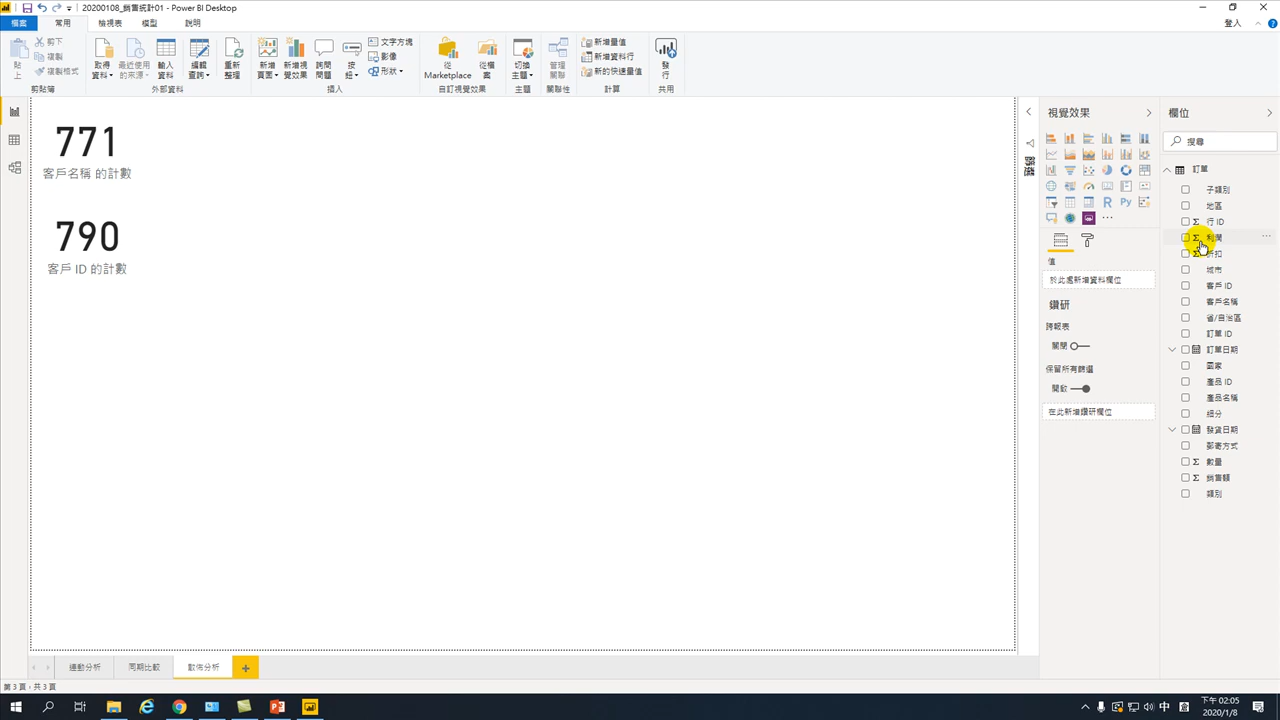 20200108_銷售統計01 - Power BI Desktop
檔案
常用
檢視表
模型
說明
登入
貼上
剪下
複製
複製格式
剪貼簿
取得資料
最近使用的來源
輸入資料
編輯查詢
重新整理
外部資料
新增頁面
新增視覺效果
詢問問題
按鈕
文字方塊
影像
形狀
插入
從 Marketplace
從檔案
自訂視覺效果
切換主題
主題
管理關聯
關聯性
新增量值
新增資料行
新的快速量值
計算
發行
共用
771
客戶名稱 的計數
790
客戶 ID 的計數
篩選
視覺效果
R
Py
值
於此處新增資料欄位
鑽研
跨報表
關閉
保留所有篩選
開啟
在此新增鑽研欄位
欄位
搜尋
訂單
子類別
地區
行 ID
利潤
折扣
城市
客戶 ID
客戶名稱
省/自治區
訂單 ID
訂單日期
國家
產品 ID
產品名稱
細分
發貨日期
郵寄方式
數量
銷售額
類別
運動分析
同期比較
散佈分析
第 3 頁，共 3 頁
中
下午 02:05
2020/1/8